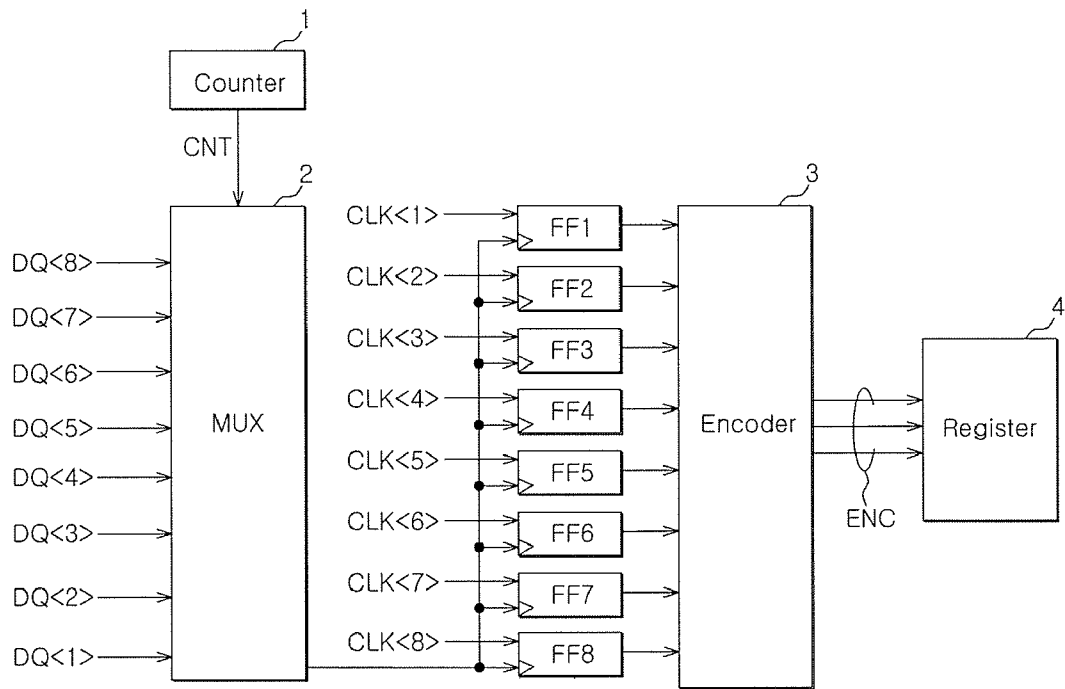 1
Counter
CNT
2
MUX
DQ<8>
DQ<7>
DQ<6>
DQ<5>
DQ<4>
DQ<3>
DQ<2>
DQ<1>
CLK<1>
CLK<2>
CLK<3>
CLK<4>
CLK<5>
CLK<6>
CLK<7>
CLK<8>
FF1
FF2
FF3
FF4
FF5
FF6
FF7
FF8
3
Encoder
ENC
4
Register